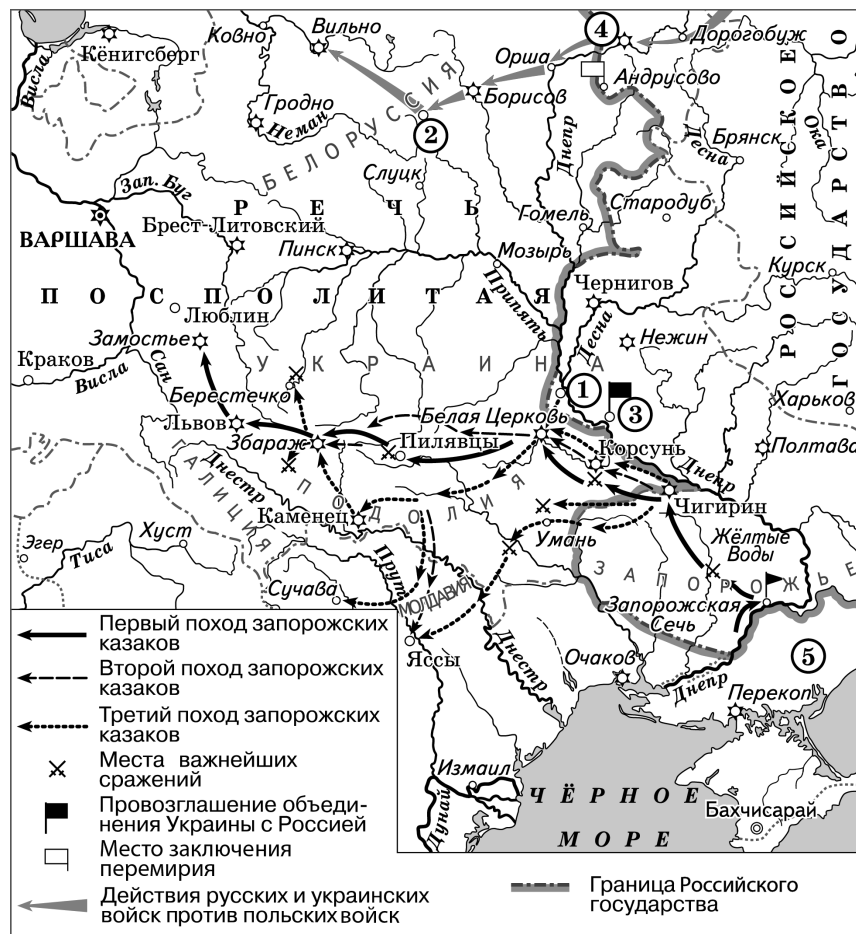 Ковно
Вильно
4
Дорогобуж
Кёнигсберг
Орша
Висла
Андрусово
Гродно
Борисов
Неман
2
Днепр
Десна
Брянск
Ока
БЕЛОРУССИЯ
РОССИЙСКОЕ
ГОСУДАРСТВО
Зап. Буг
Слуцк
Стародуб
РЕЧЬ
Гомель
ВАРШАВА
Брест-Литовский
Пинск
Мозырь
Курск
Припять
Чернигов
ПОСПОЛИТАЯ
Люблин
Десна
Нежин
Замостье
УКРАИНА
Краков
Висла
Сан
Берестечко
1
3
Харьков
Белая Церковь
Львов
Збараж
Пилявцы
Корсунь
Полтава
Днепр
ГАЛИЦИЯ
Днестр
ПОДОЛИЯ
Чигирин
Каменец
Умань
Жёлтые
Воды
Эгер
Хуст
Тиса
Прут
ЗАПОРОЖЬЕ
Сучава
МОЛДАВИЯ
Запорожская
Сечь
Яссы
Днестр
Очаков
5
Днепр
Перекоп
Измаил
Дунай
ЧЁРНОЕ
МОРЕ
Бахчисарай
Первый поход запорожских
казаков
Второй поход запорожских
казаков
Третий поход запорожских
казаков
Места важнейших
сражений
Провозглашение объеди-
нения Украины с Россией
Место заключения
перемирия
Действия русских и украинских
войск против польских войск
Граница Российского
государства